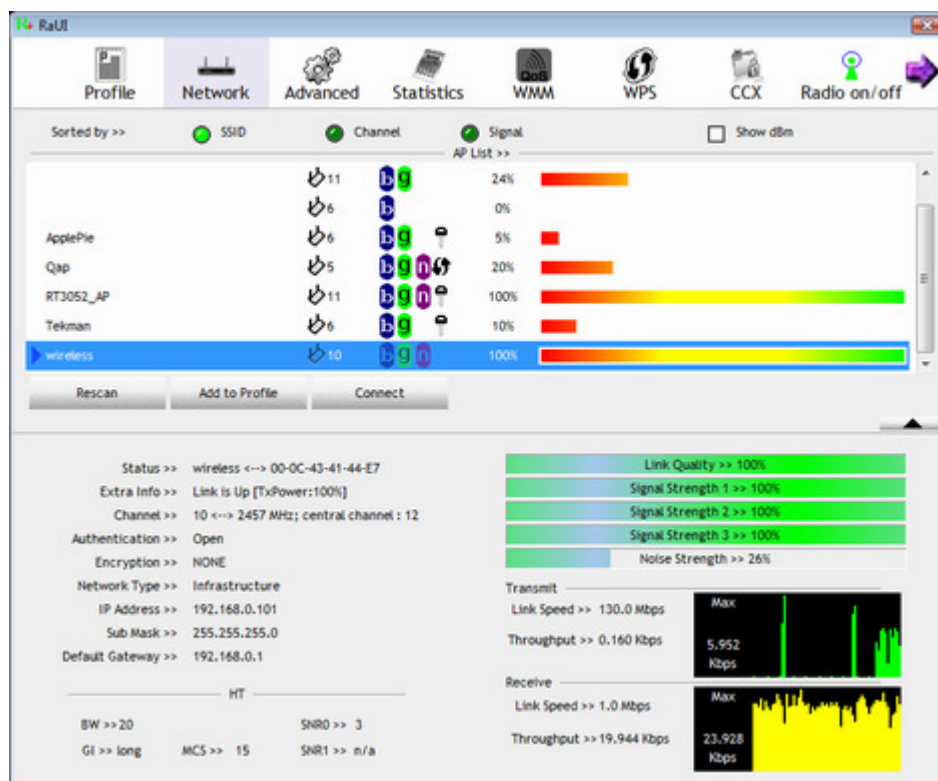 RaUI
Profile Network Advanced Statistics QoS WMM WPS CCX Radio on/off
Sorted by >> SSID Channel Signal Show dBm
AP List >>
11 b g 24%
6 b 0%
ApplePie 6 b g 5%
Qap 5 b g n 20%
RT3052_AP 11 b g n 100%
Tekman 6 b g 10%
wireless 10 b g n 100%
Rescan Add to Profile Connect
Status >> wireless <--> 00-0C-43-41-44-E7
Extra Info >> Link is Up [TxPower:100%]
Channel >> 10 <--> 2457 MHz; central channel : 12
Authentication >> Open
Encryption >> NONE
Network Type >> Infrastructure
IP Address >> 192.168.0.101
Sub Mask >> 255.255.255.0
Default Gateway >> 192.168.0.1
HT
BW >> 20 SNR0 >> 3
GI >> long MCS >> 15 SNR1 >> n/a
Link Quality >> 100%
Signal Strength 1 >> 100%
Signal Strength 2 >> 100%
Signal Strength 3 >> 100%
Noise Strength >> 26%
Transmit
Link Speed >> 130.0 Mbps
Throughput >> 0.160 Kbps
Max
5.952
Kbps
Receive
Link Speed >> 1.0 Mbps
Throughput >> 19.944 Kbps
Max
23.928
Kbps